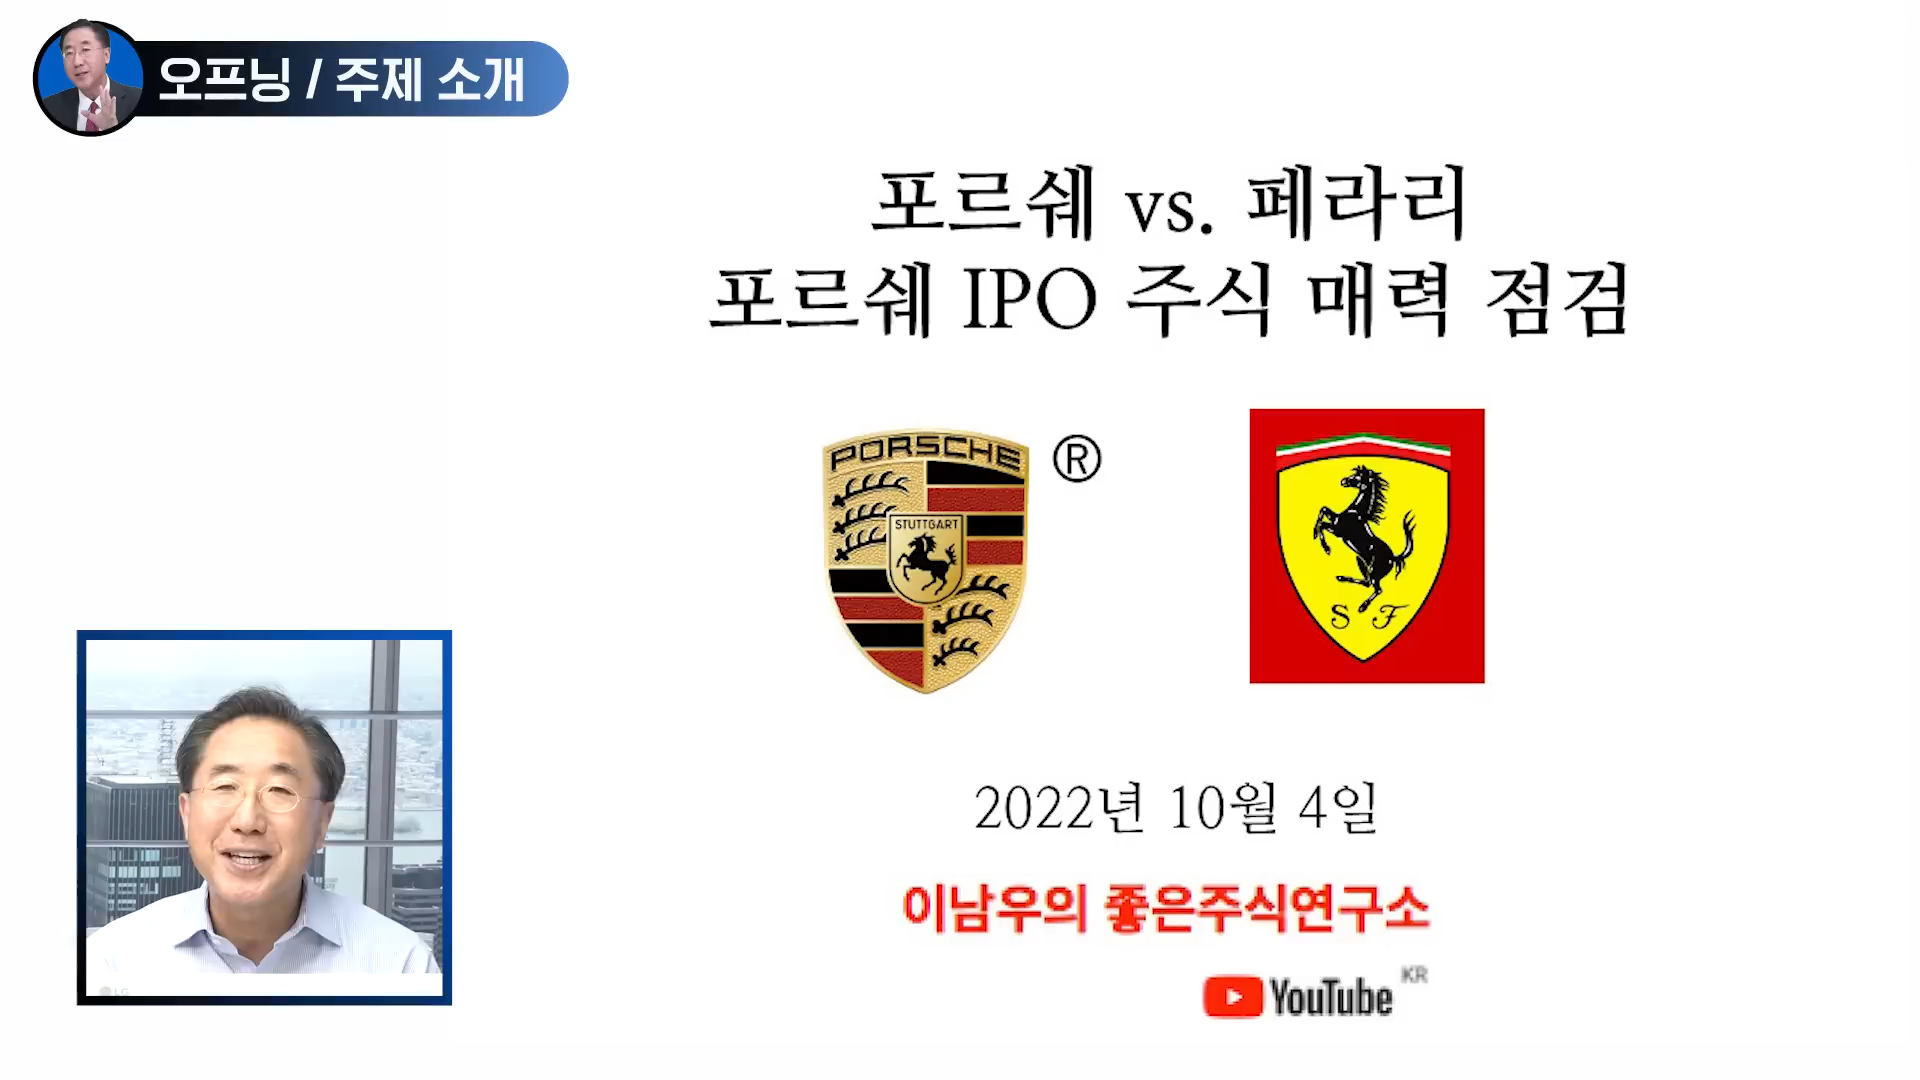 오프닝 / 주제 소개
포르쉐 vs. 페라리
포르쉐 IPO 주식 매력 점검
PORSCHE
®
STUTTGART
S F
2022년 10월 4일
이남우의 좋은주식연구소
YouTube KR
LG